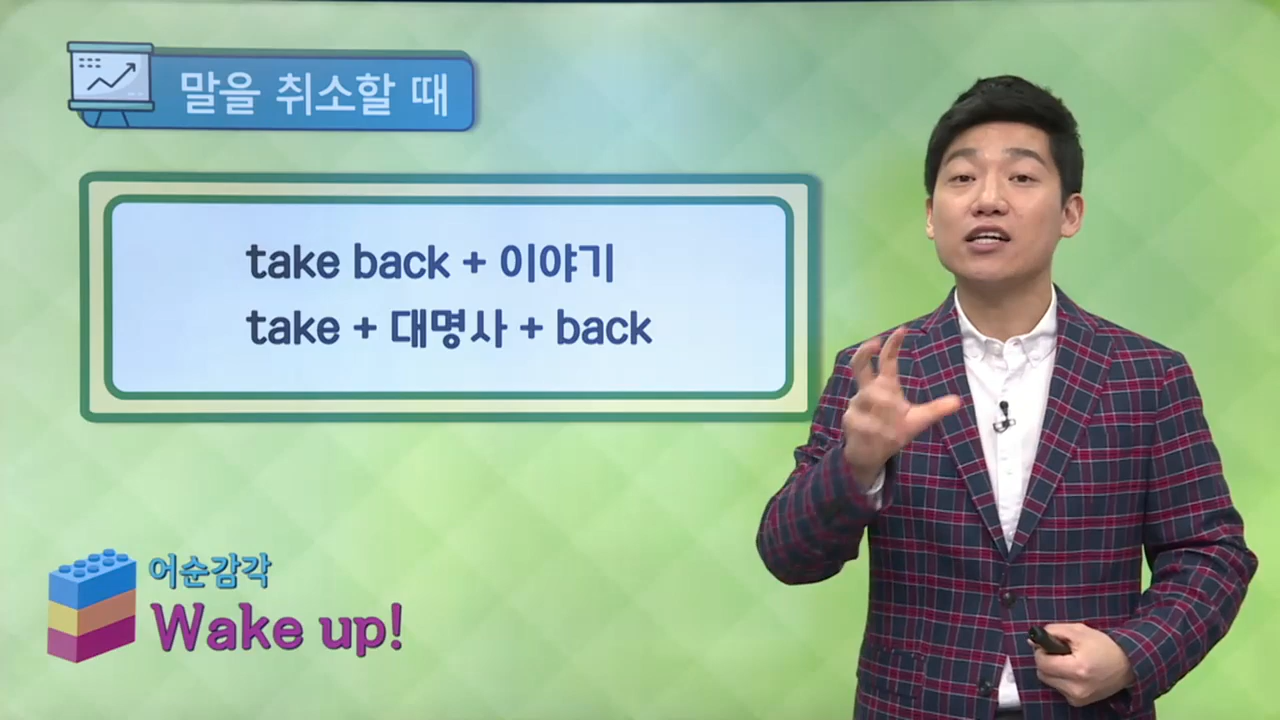 말을 취소할 때
take back + 이야기
take + 대명사 + back
어순감각
Wake up!